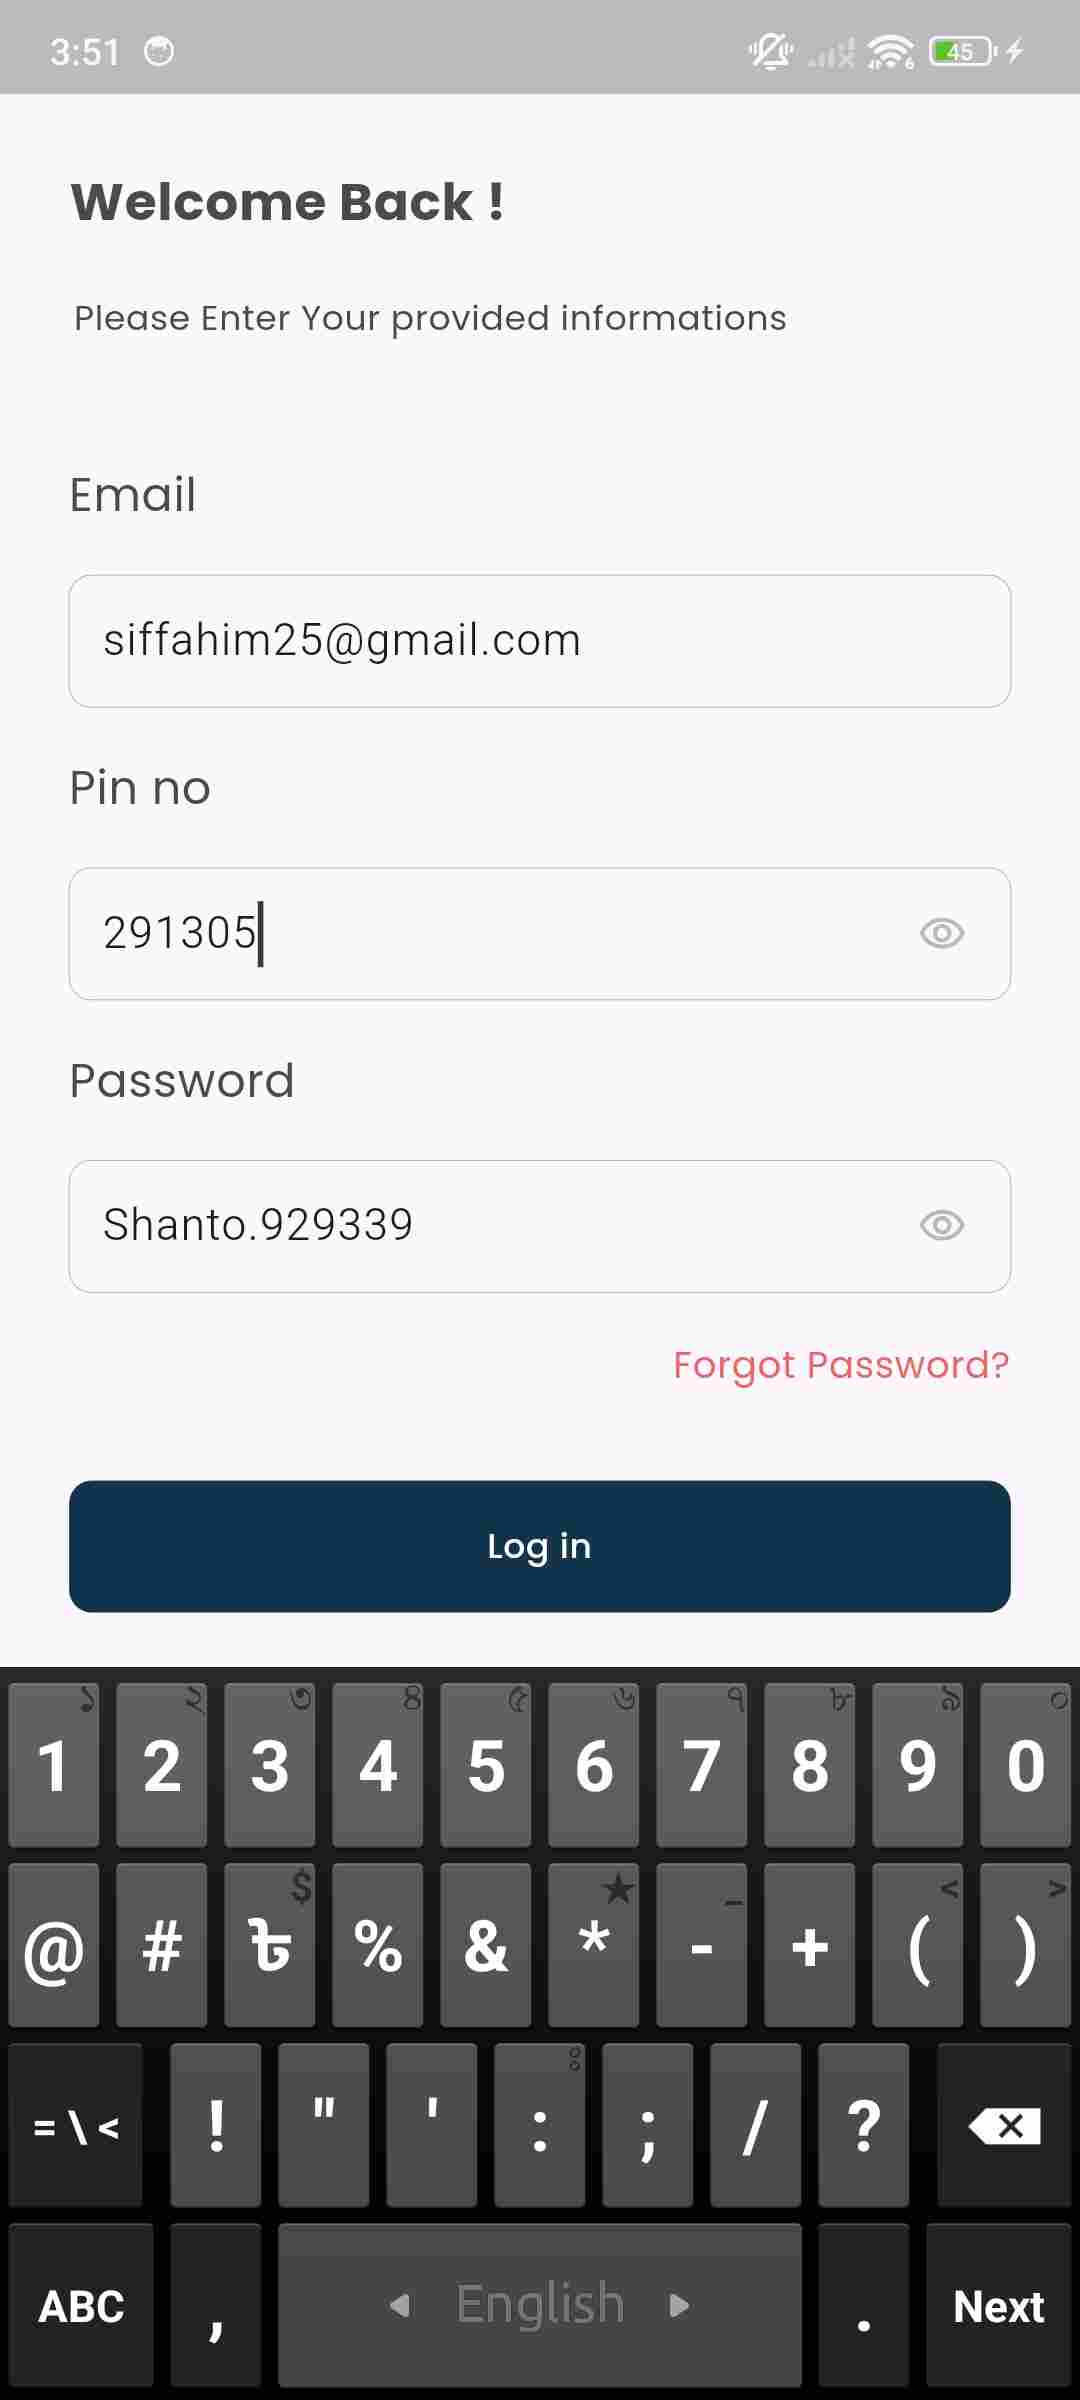 3:51 45
Welcome Back !
Please Enter Your provided informations
Email
siffahim25@gmail.com
Pin no
291305
Password
Shanto.929339
Forgot Password?
Log in
১ ২ ৩ ৪ ৫ ৬ ৭ ৮ ৯ ০
1 2 3 4 5 6 7 8 9 0
$ ★ _ < >
@ # ৳ % & * - + ( )
= \ < ! " ' : ; / ?
ABC , English . Next